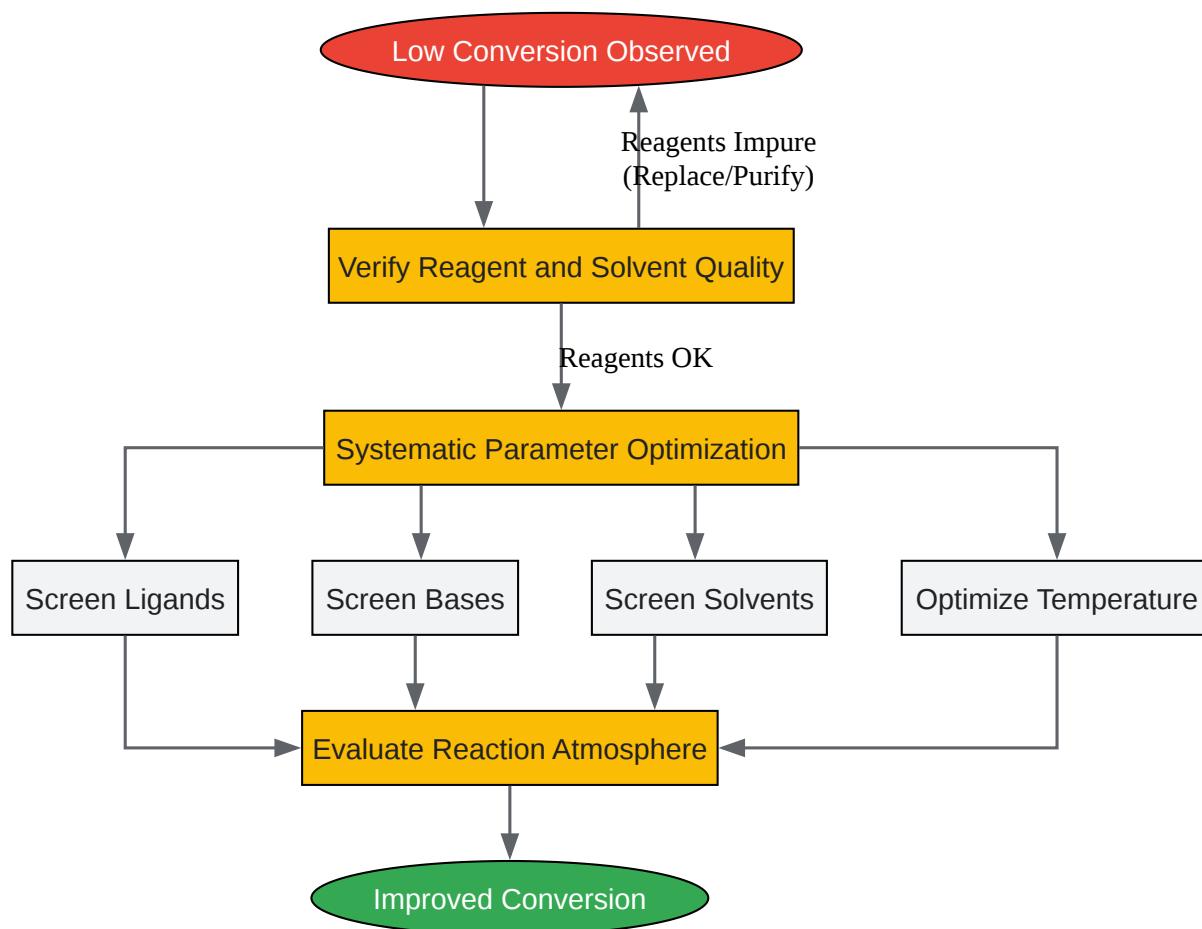 Low Conversion Observed
Reagents Impure
(Replace/Purify)
Verify Reagent and Solvent Quality
Reagents OK
Systematic Parameter Optimization
Screen Ligands
Screen Bases
Screen Solvents
Optimize Temperature
Evaluate Reaction Atmosphere
Improved Conversion